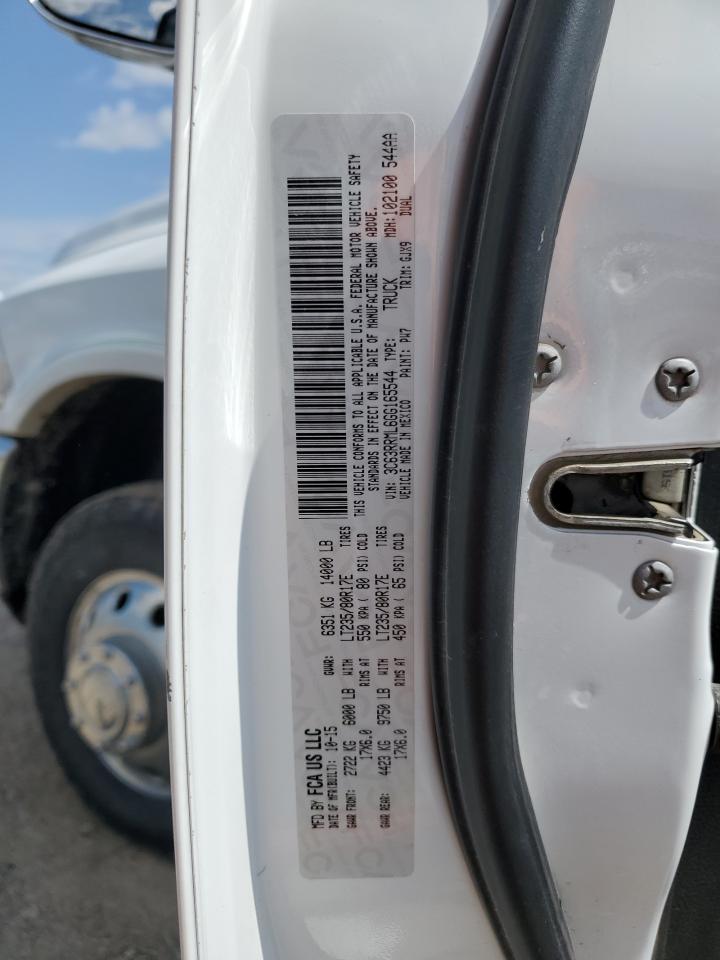 MFD BY FCA US LLC
DATE OF MFR(BUILT): 10-15 GVWR: 6351 KG 14000 LB
GAWR FRONT: 2722 KG 6000 LB WITH LT235/80R17E TIRES
17X6.0 RIMS AT 550 KPA ( 80 PSI) COLD
GAWR REAR: 4423 KG 9750 LB WITH LT235/80R17E TIRES
17X6.0 RIMS AT 450 KPA ( 65 PSI) COLD
THIS VEHICLE CONFORMS TO ALL APPLICABLE U.S.A. FEDERAL MOTOR VEHICLE SAFETY
STANDARDS IN EFFECT ON THE DATE OF MANUFACTURE SHOWN ABOVE.
VIN: 3C63RRML6GG165544 TYPE: TRUCK MDH:102100 544AA
DUAL
VEHICLE MADE IN MEXICO PAINT: PW7 TRIM: GJX9